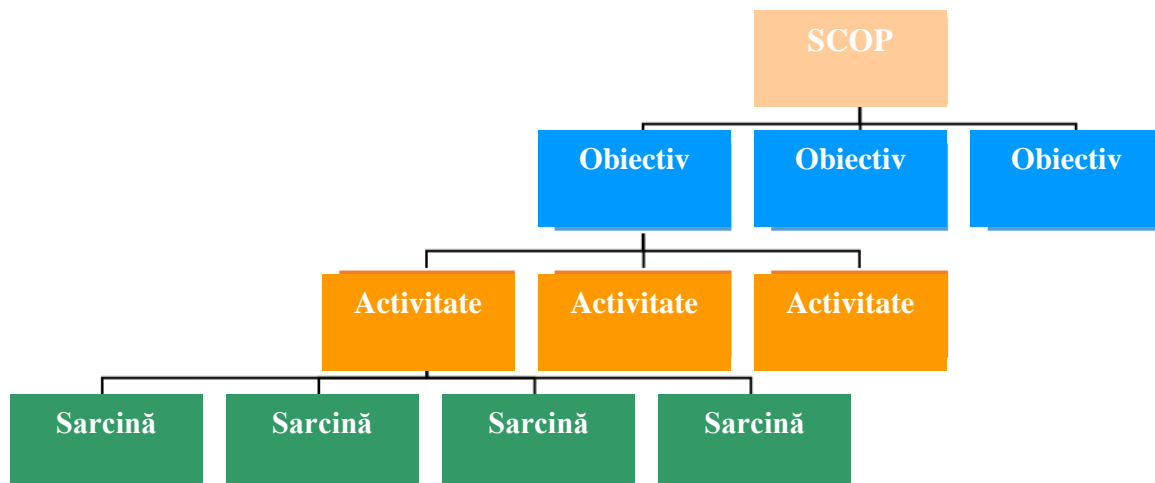 SCOP
Obiectiv Obiectiv Obiectiv
Activitate Activitate Activitate
Sarcină Sarcină Sarcină Sarcină